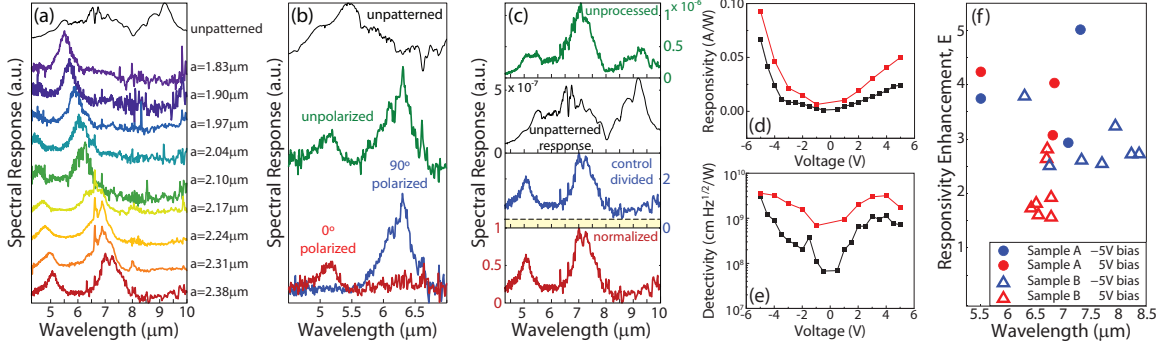 (a)
unpatterned
a=1.83μm
a=1.90μm
a=1.97μm
a=2.04μm
a=2.10μm
a=2.17μm
a=2.24μm
a=2.31μm
a=2.38μm
Spectral Response (a.u.)
5 6 7 8 9 10
Wavelength (μm)
(b)
unpatterned
unpolarized
90º
polarized
0º
polarized
Spectral Response (a.u.)
5 5.5 6 6.5
Wavelength (μm)
(c)
unprocessed
1 x 10⁻⁶
0.5
0
5 x 10⁻⁷
unpatterned
response
0
control
divided
2
0
1
normalized
0.5
0
Spectral Response (a.u.)
5 6 7 8 9 10
Wavelength (μm)
Responsivity (A/W)
0.10
0.05
0.00
(d)
-6 -4 -2 0 2 4 6
Voltage (V)
Detectivity (cm Hz^1/2/W)
10¹⁰
10⁹
10⁸
10⁷
(e)
-6 -4 -2 0 2 4 6
Voltage (V)
(f)
Responsivity Enhancement, E
5
4
3
2
1
Sample A −5V bias
Sample A 5V bias
Sample B −5V bias
Sample B 5V bias
5.5 6 6.5 7 7.5 8 8.5
Wavelength (μm)